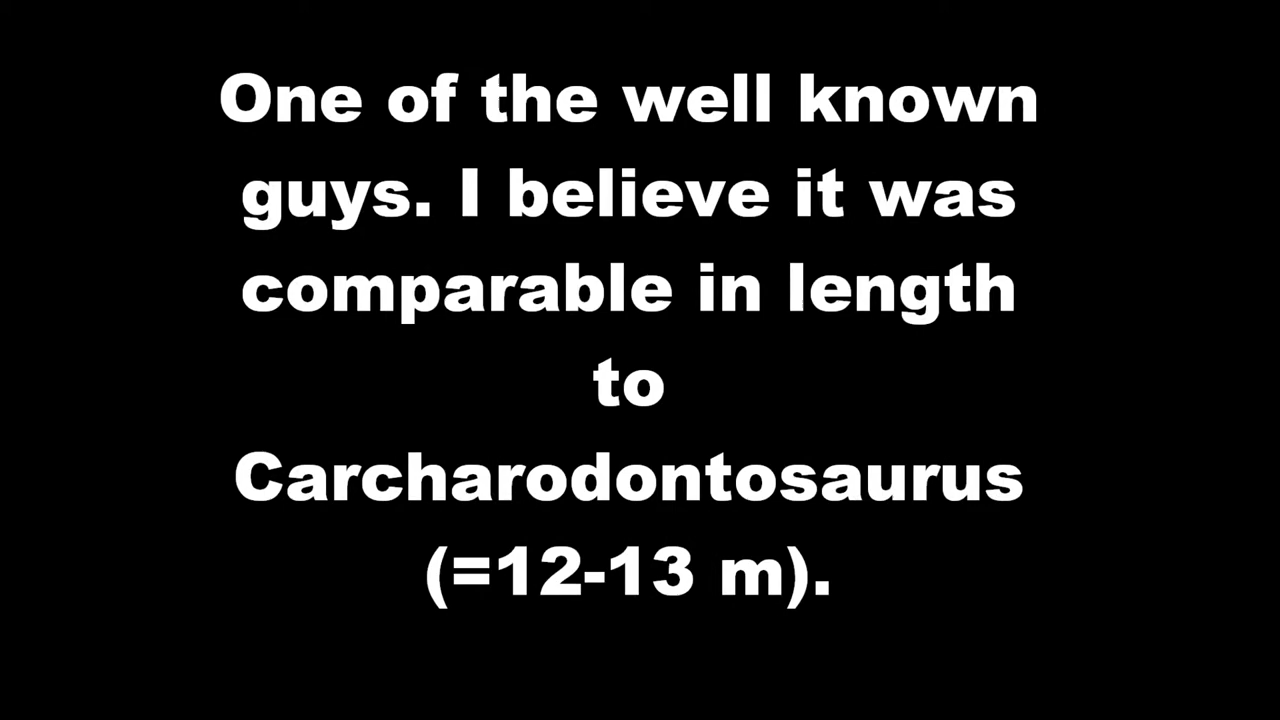 One of the well known
guys. I believe it was
comparable in length
to
Carcharodontosaurus
(=12-13 m).